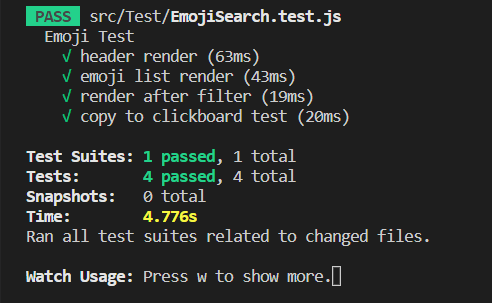 PASS src/Test/EmojiSearch.test.js
Emoji Test
√ header render (63ms)
√ emoji list render (43ms)
√ render after filter (19ms)
√ copy to clickboard test (20ms)
Test Suites: 1 passed, 1 total
Tests: 4 passed, 4 total
Snapshots: 0 total
Time: 4.776s
Ran all test suites related to changed files.
Watch Usage: Press w to show more.